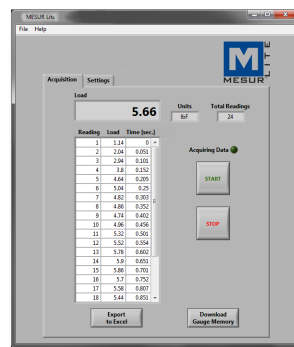 MESUR Lite
File Help
M
LITE
MESUR
Acquisition Settings
Load
5.66
Units
lbF
Total Readings
24
Reading Load Time [sec.]
1 1.14 0
2 2.04 0.051
3 2.94 0.101
4 3.8 0.152
5 4.64 0.205
6 5.04 0.25
7 4.82 0.303
8 4.86 0.352
9 4.74 0.402
10 4.96 0.456
11 5.32 0.501
12 5.52 0.554
13 5.78 0.602
14 5.9 0.651
15 5.86 0.701
16 5.7 0.752
17 5.58 0.807
18 5.44 0.851
Acquiring Data
START
STOP
Export
to Excel
Download
Gauge Memory